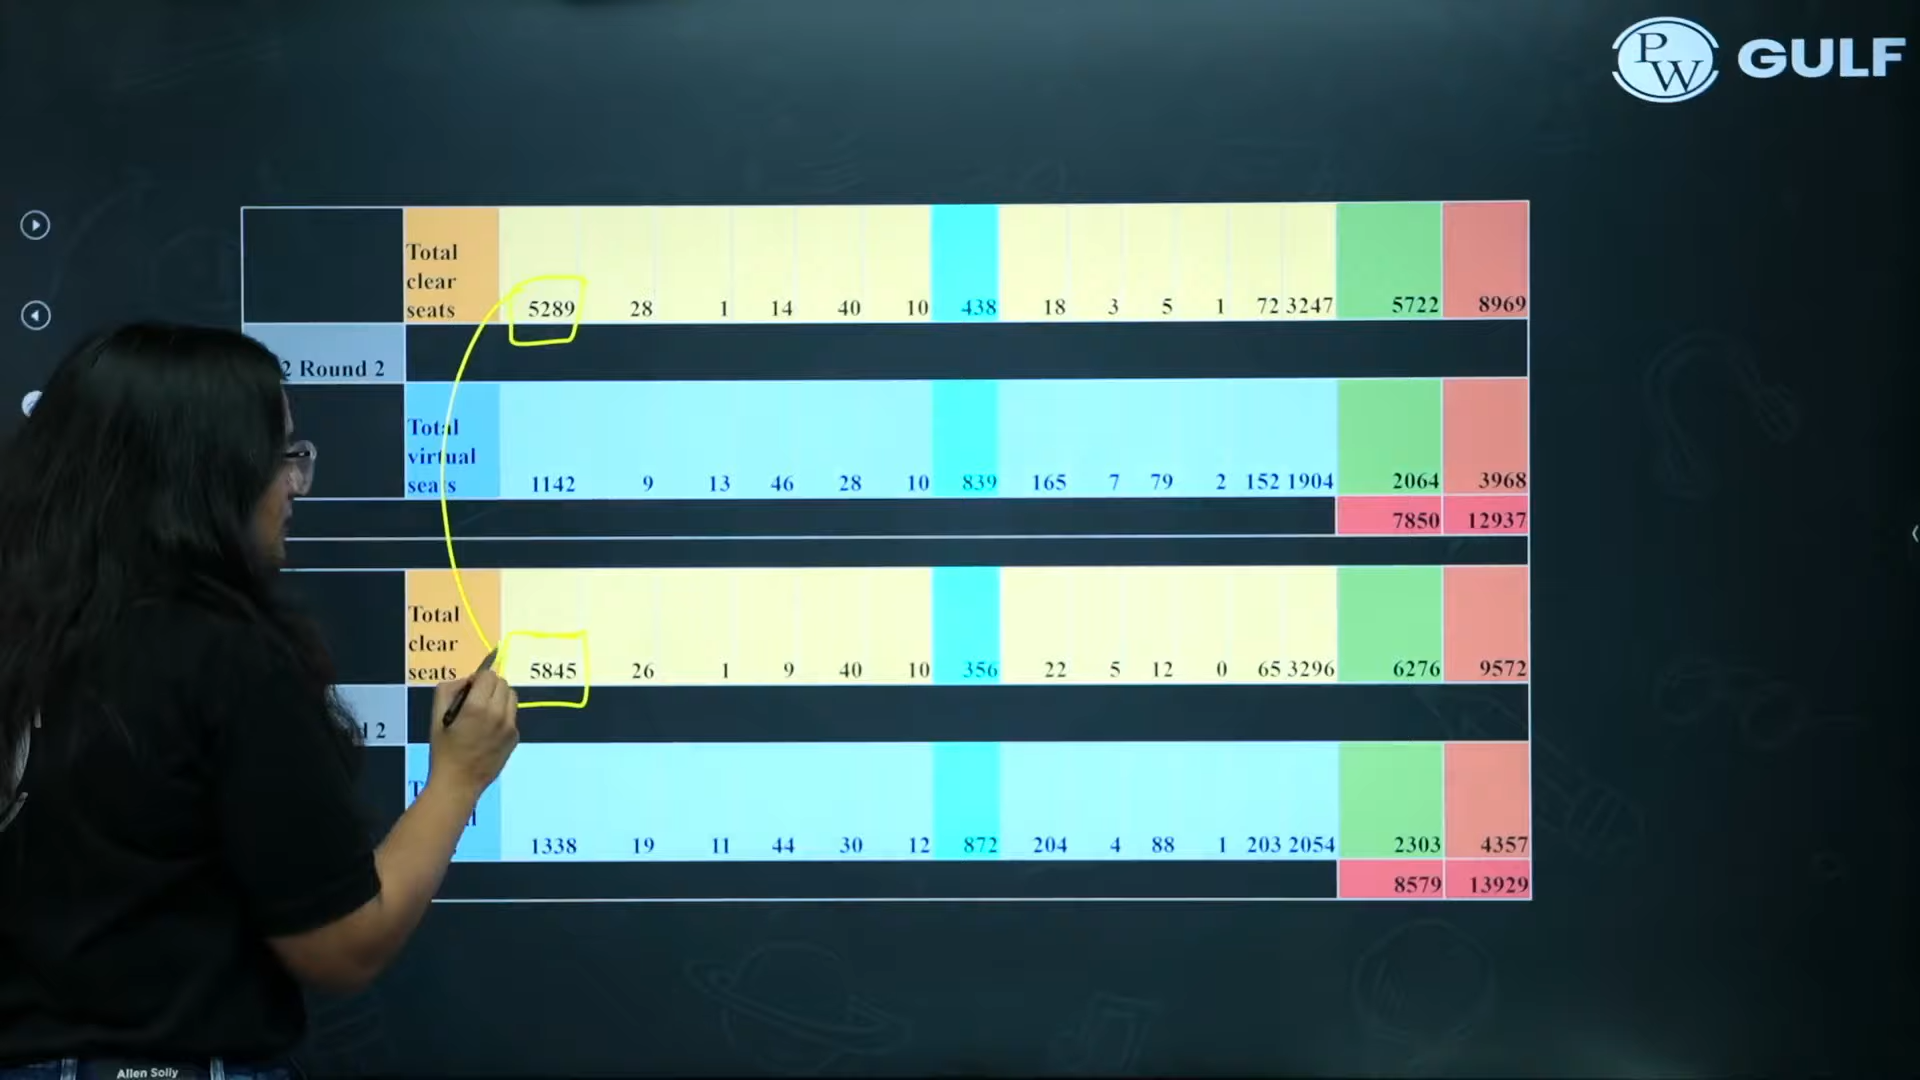 PW GULF
Total
clear
seats 5289 28 1 14 40 10 438 18 3 5 1 72 3247 5722 8969
2 Round 2
Total
virtual
seats 1142 9 13 46 28 10 839 165 7 79 2 152 1904 2064 3968
7850 12937
Total
clear
seats 5845 26 1 9 40 10 356 22 5 12 0 65 3296 6276 9572
d 2
1338 19 11 44 30 12 872 204 4 88 1 203 2054 2303 4357
8579 13929
Allen Solly